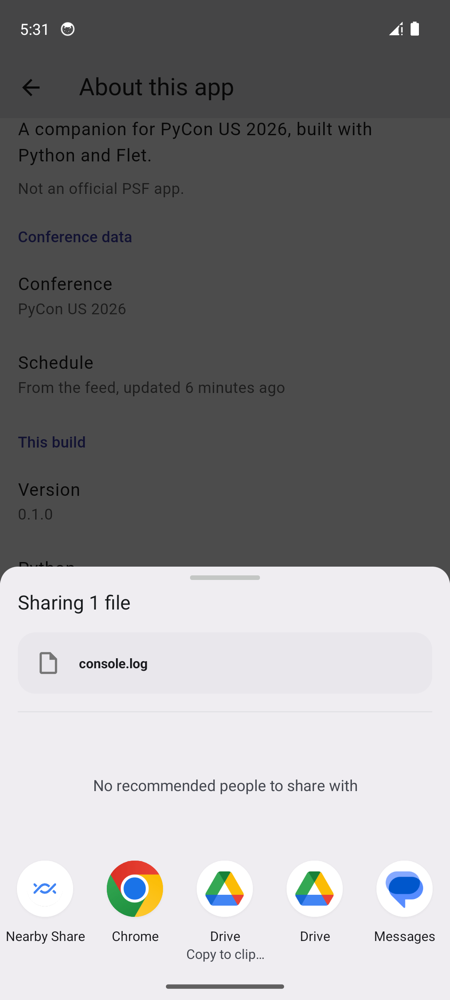 5:31
About this app
A companion for PyCon US 2026, built with
Python and Flet.
Not an official PSF app.
Conference data
Conference
PyCon US 2026
Schedule
From the feed, updated 6 minutes ago
This build
Version
0.1.0
Python
Sharing 1 file
console.log
No recommended people to share with
Nearby Share
Chrome
Drive
Copy to clip...
Drive
Messages